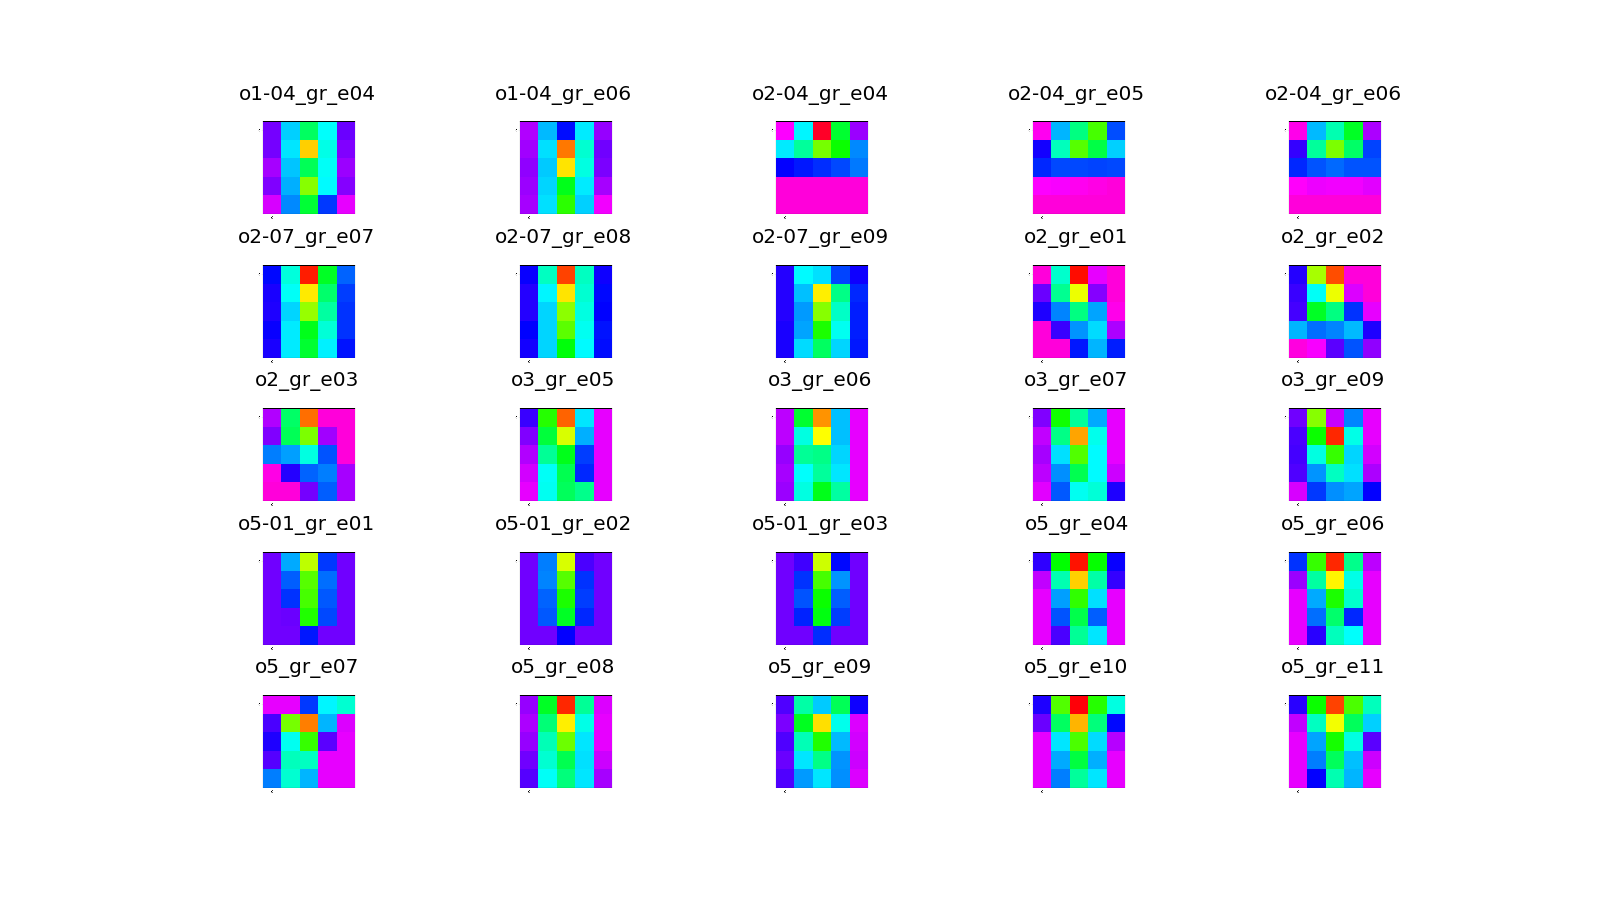 o1-04_gr_e04 o1-04_gr_e06 o2-04_gr_e04 o2-04_gr_e05 o2-04_gr_e06
o2-07_gr_e07 o2-07_gr_e08 o2-07_gr_e09 o2_gr_e01 o2_gr_e02
o2_gr_e03 o3_gr_e05 o3_gr_e06 o3_gr_e07 o3_gr_e09
o5-01_gr_e01 o5-01_gr_e02 o5-01_gr_e03 o5_gr_e04 o5_gr_e06
o5_gr_e07 o5_gr_e08 o5_gr_e09 o5_gr_e10 o5_gr_e11